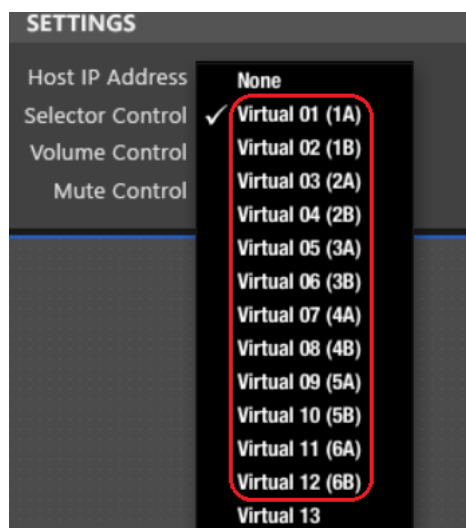 SETTINGS
Host IP Address
None
Selector Control ✓ Virtual 01 (1A)
Volume Control Virtual 02 (1B)
Mute Control Virtual 03 (2A)
Virtual 04 (2B)
Virtual 05 (3A)
Virtual 06 (3B)
Virtual 07 (4A)
Virtual 08 (4B)
Virtual 09 (5A)
Virtual 10 (5B)
Virtual 11 (6A)
Virtual 12 (6B)
Virtual 13